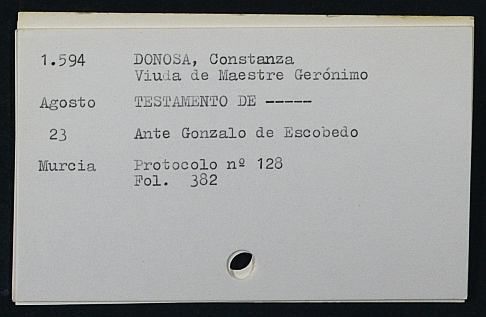 1.594 DONOSA, Constanza
Viuda de Maestre Gerónimo
Agosto TESTAMENTO DE -----
23 Ante Gonzalo de Escobedo
Murcia Protocolo nº 128
Fol. 382